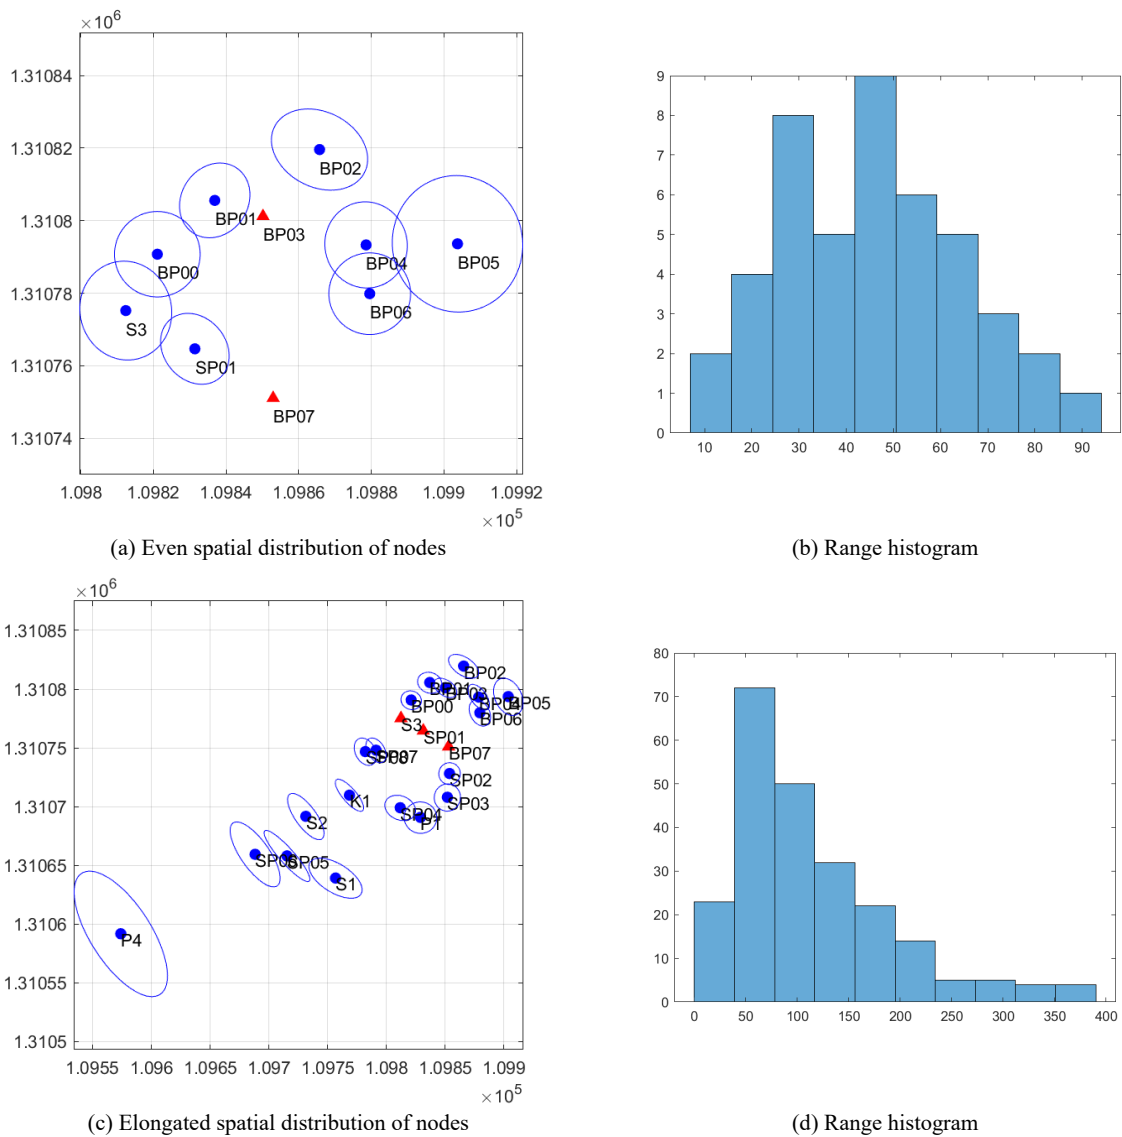 ×10^6
1.31084
1.31082
1.3108
1.31078
1.31076
1.31074
BP02
BP01
BP03
BP00
BP04
BP05
BP06
S3
SP01
BP07
1.098 1.0982 1.0984 1.0986 1.0988 1.099 1.0992
×10^5
9
8
7
6
5
4
3
2
1
0
10 20 30 40 50 60 70 80 90
(a) Even spatial distribution of nodes
(b) Range histogram
×10^6
1.31085
1.3108
1.31075
1.3107
1.31065
1.3106
1.31055
1.3105
BP02
BP01
BP03
BP00
BP04
BP05
BP06
S3
SP01
BP07
SP07
SP02
K1
SP03
SP04
P1
S2
SP05
S1
P4
1.0955 1.096 1.0965 1.097 1.0975 1.098 1.0985 1.099
×10^5
80
70
60
50
40
30
20
10
0
0 50 100 150 200 250 300 350 400
(c) Elongated spatial distribution of nodes
(d) Range histogram